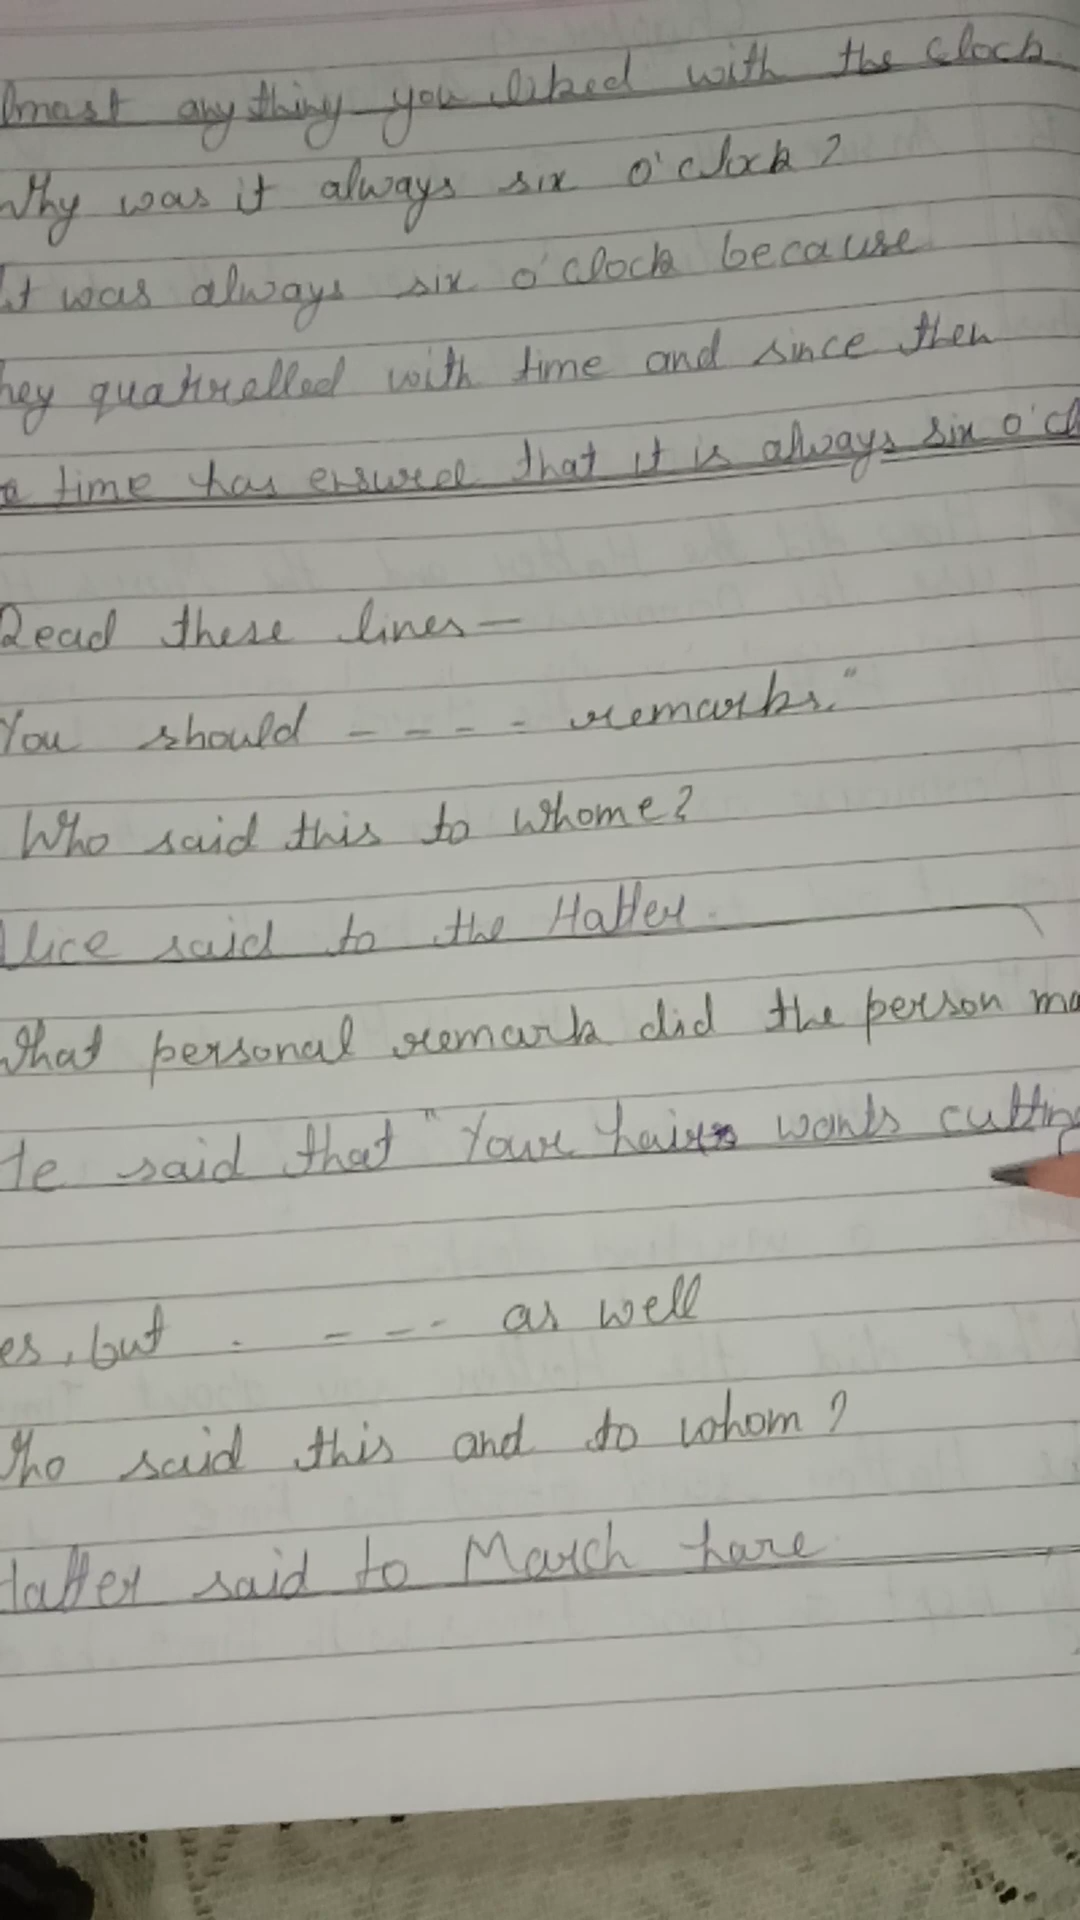 lmost anything you liked with the clock
Why was it always six o'clock?
It was always six o'clock because
hey quarrelled with time and since then
e time has ensured that it is always six o'cl
Read these lines—
You should - - - - remarks."
Who said this to whome?
Alice said to the Hatter.
What personal remark did the person ma
He said that "Your hairs wants cutting
es, but - - - - as well
Who said this and to whom?
Hatter said to March hare